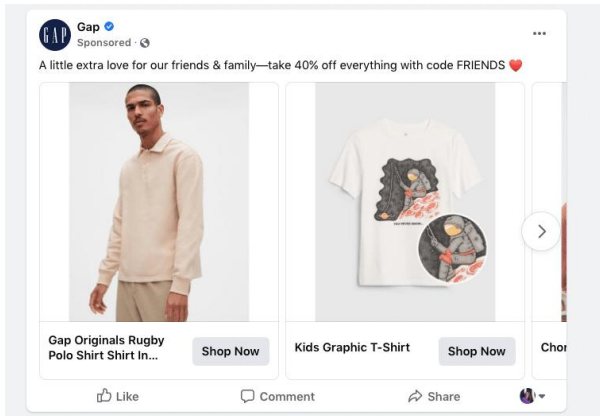 GAP
Gap
Sponsored ·
A little extra love for our friends & family—take 40% off everything with code FRIENDS ❤️
Gap Originals Rugby
Polo Shirt Shirt In...
Shop Now
Kids Graphic T-Shirt
Shop Now
Chor
Like
Comment
Share